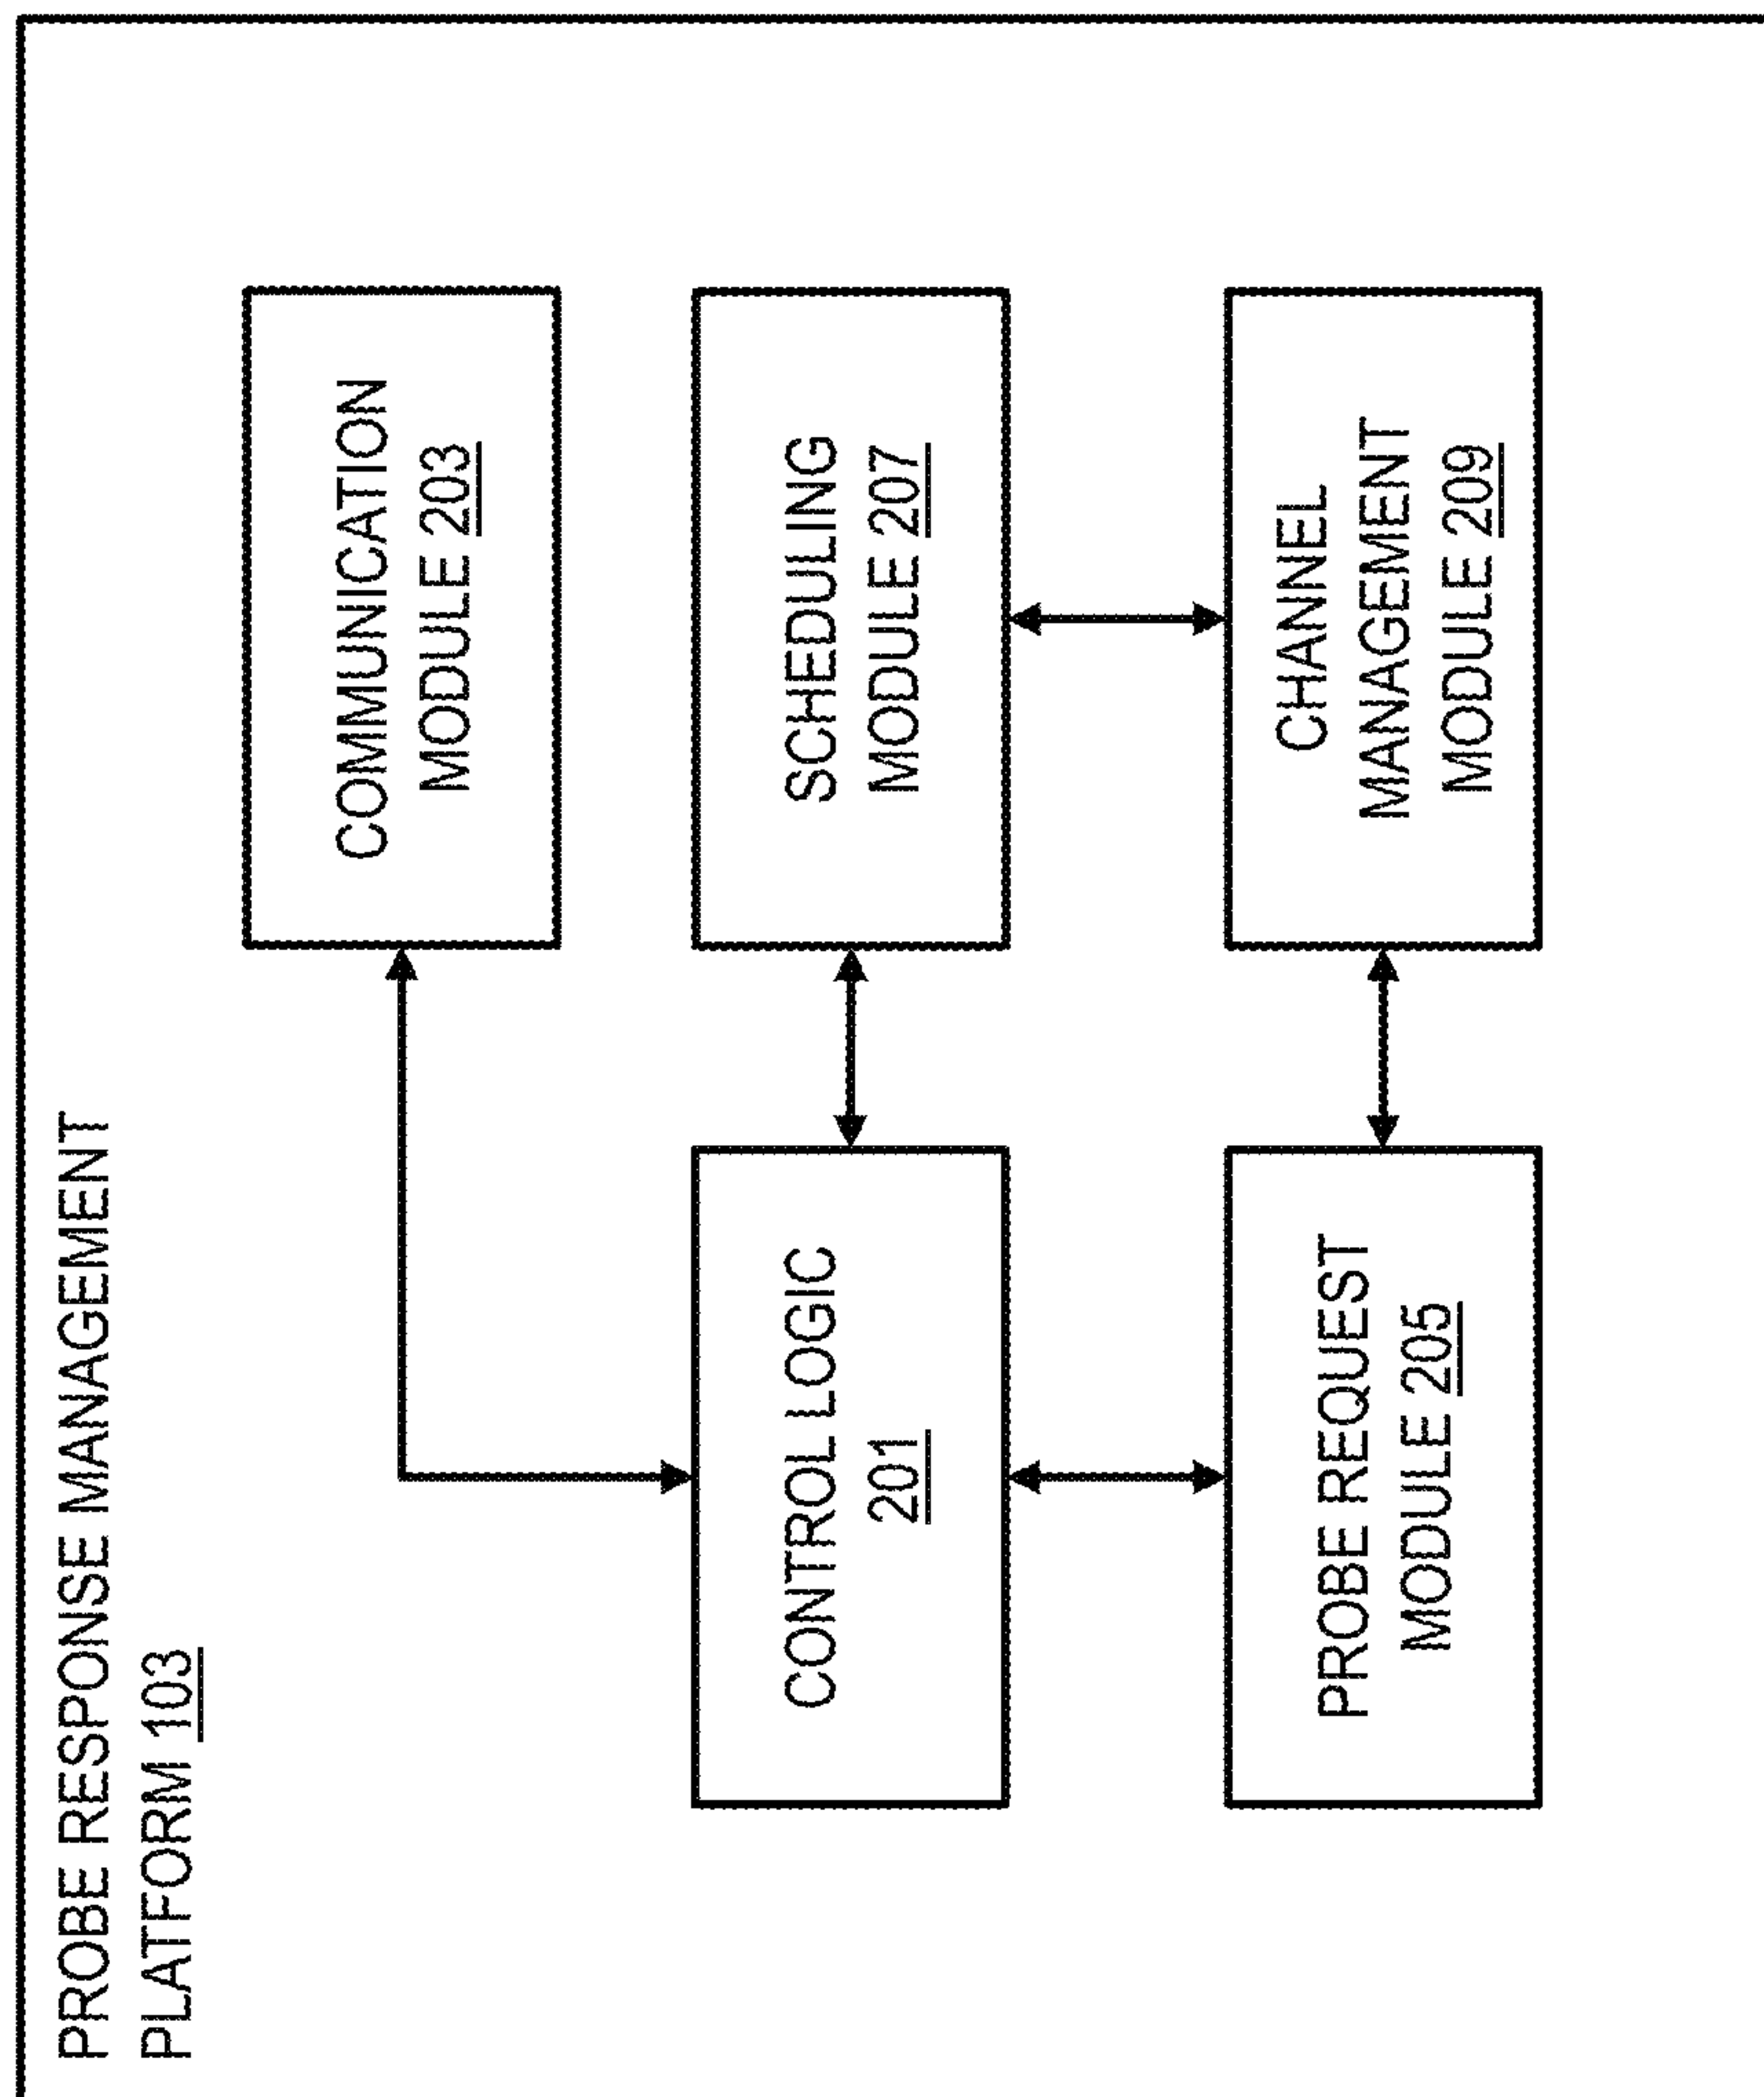 PROBE RESPONSE MANAGEMENT
PLATFORM 103
COMMUNICATION
MODULE 203
CONTROL LOGIC
201
SCHEDULING
MODULE 207
PROBE REQUEST
MODULE 205
CHANNEL
MANAGEMENT
MODULE 209